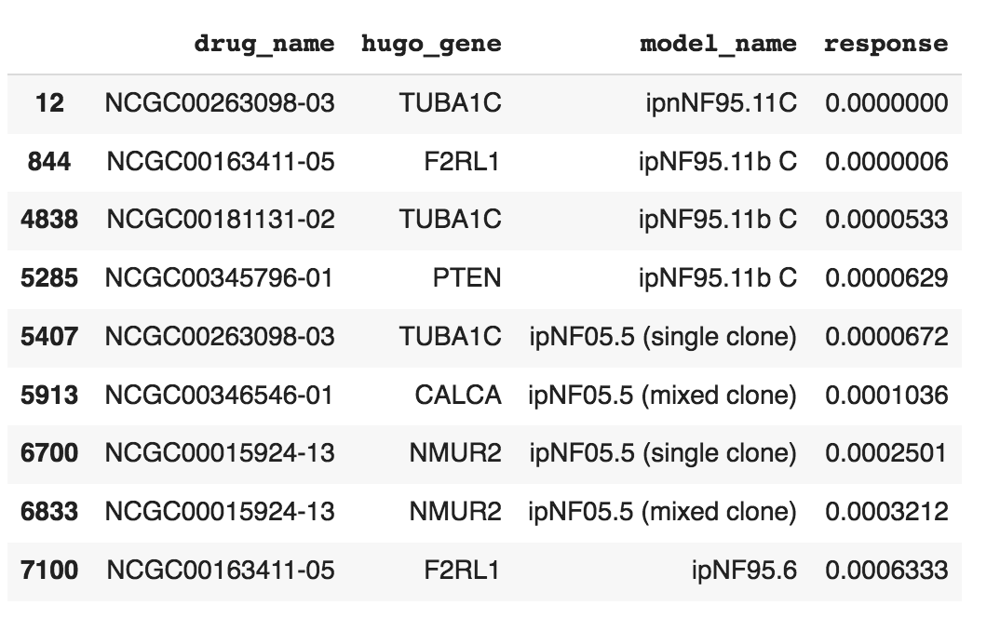 drug_name hugo_gene model_name response
12 NCGC00263098-03 TUBA1C ipnNF95.11C 0.0000000
844 NCGC00163411-05 F2RL1 ipNF95.11b C 0.0000006
4838 NCGC00181131-02 TUBA1C ipNF95.11b C 0.0000533
5285 NCGC00345796-01 PTEN ipNF95.11b C 0.0000629
5407 NCGC00263098-03 TUBA1C ipNF05.5 (single clone) 0.0000672
5913 NCGC00346546-01 CALCA ipNF05.5 (mixed clone) 0.0001036
6700 NCGC00015924-13 NMUR2 ipNF05.5 (single clone) 0.0002501
6833 NCGC00015924-13 NMUR2 ipNF05.5 (mixed clone) 0.0003212
7100 NCGC00163411-05 F2RL1 ipNF95.6 0.0006333